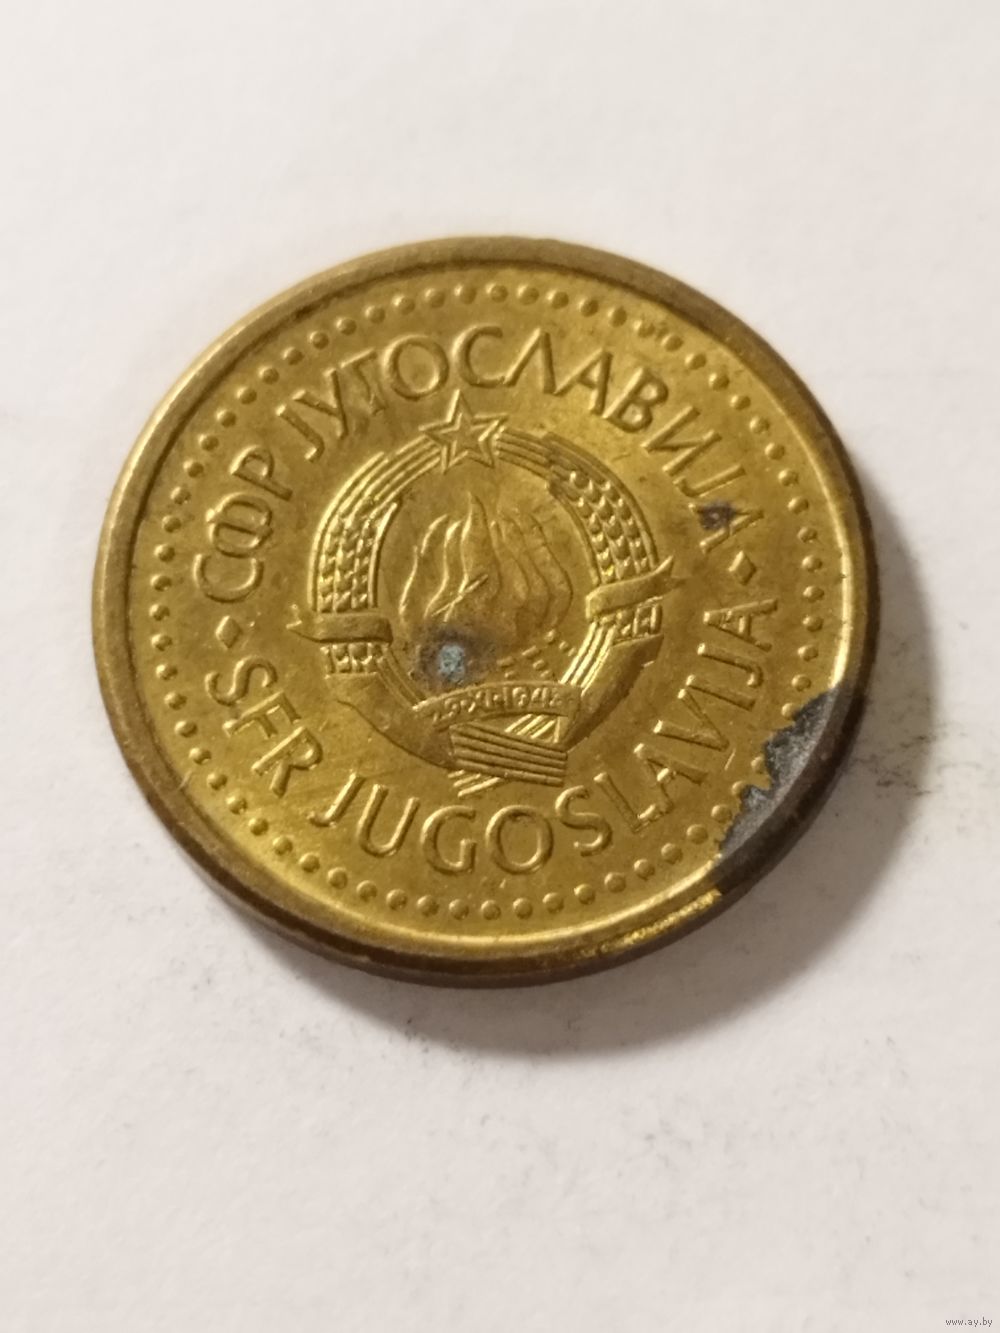 СФР ЈУГОСЛАВИЈА
SFR JUGOSLAVIJA
29·XI·1943
www.ay.by